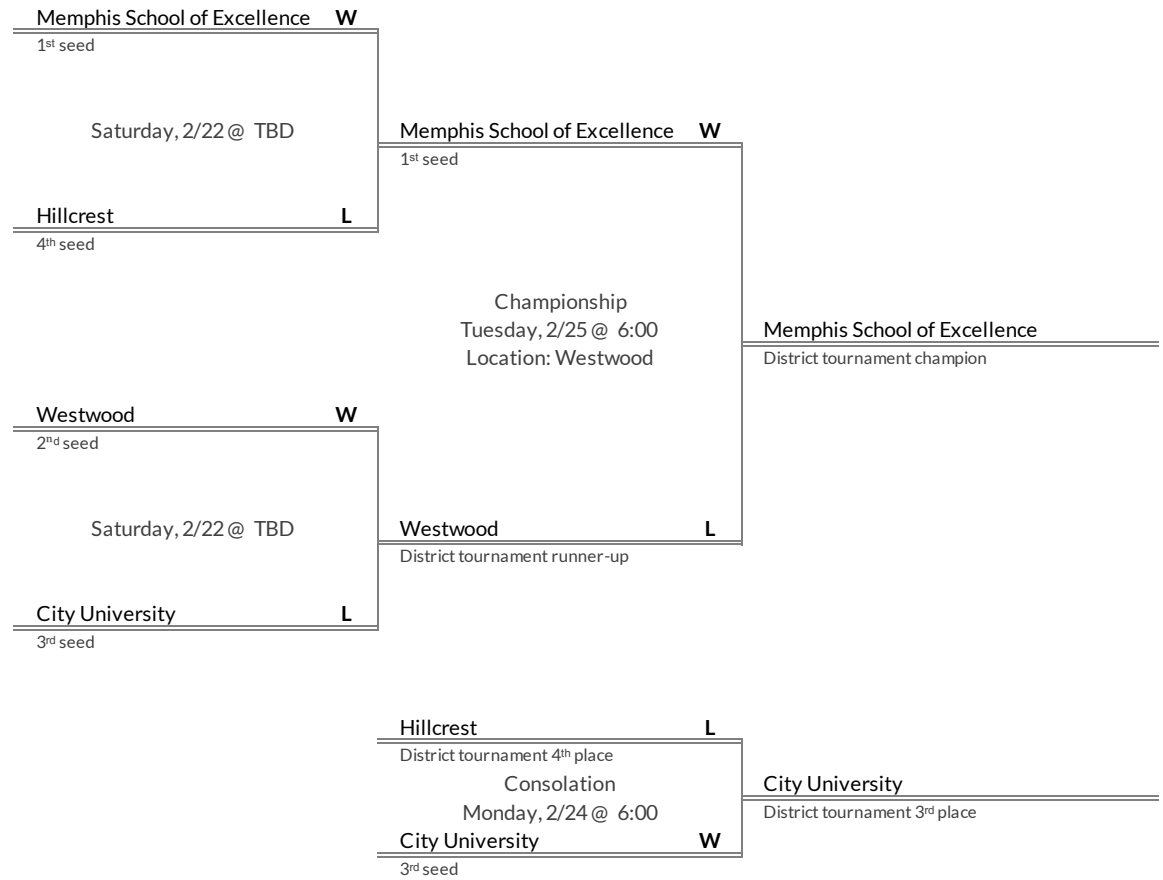 Memphis School of Excellence W
1st seed
Saturday, 2/22 @ TBD
Hillcrest L
4th seed
Memphis School of Excellence W
1st seed
Championship
Tuesday, 2/25 @ 6:00
Location: Westwood
Memphis School of Excellence
District tournament champion
Westwood W
2nd seed
Saturday, 2/22 @ TBD
City University L
3rd seed
Westwood L
District tournament runner-up
Hillcrest L
District tournament 4th place
Consolation
Monday, 2/24 @ 6:00
City University W
3rd seed
City University
District tournament 3rd place